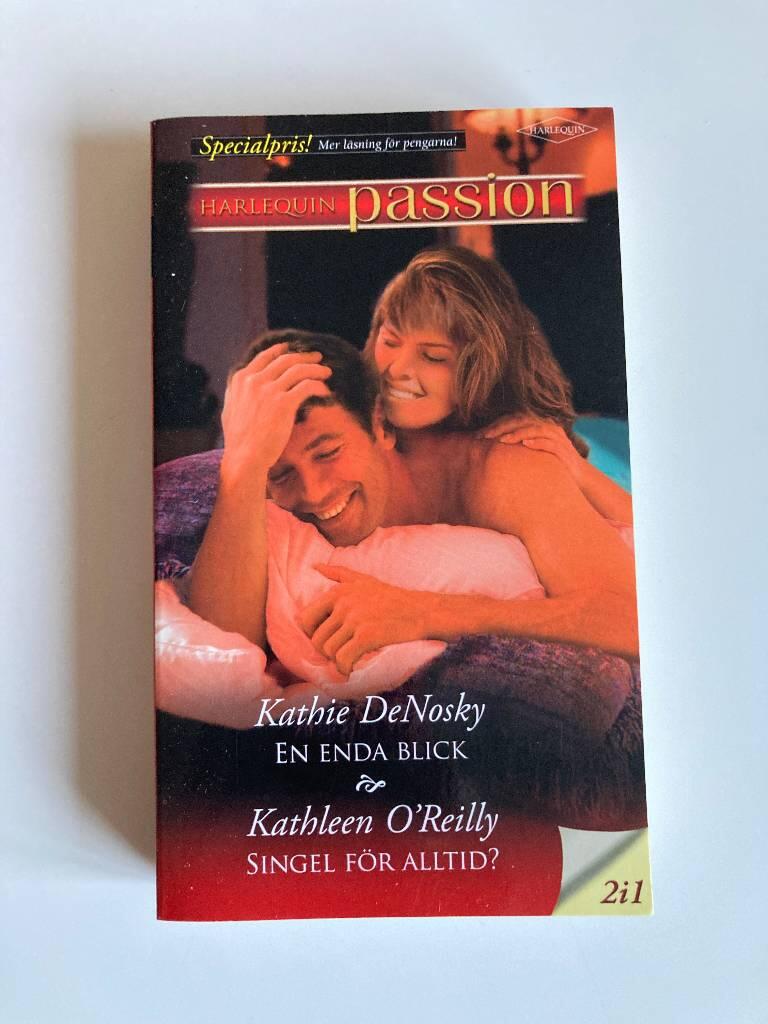 Specialpris! Mer läsning för pengarna!
HARLEQUIN
HARLEQUIN passion
Kathie DeNosky
EN ENDA BLICK
Kathleen O'Reilly
SINGEL FÖR ALLTID?
2i1